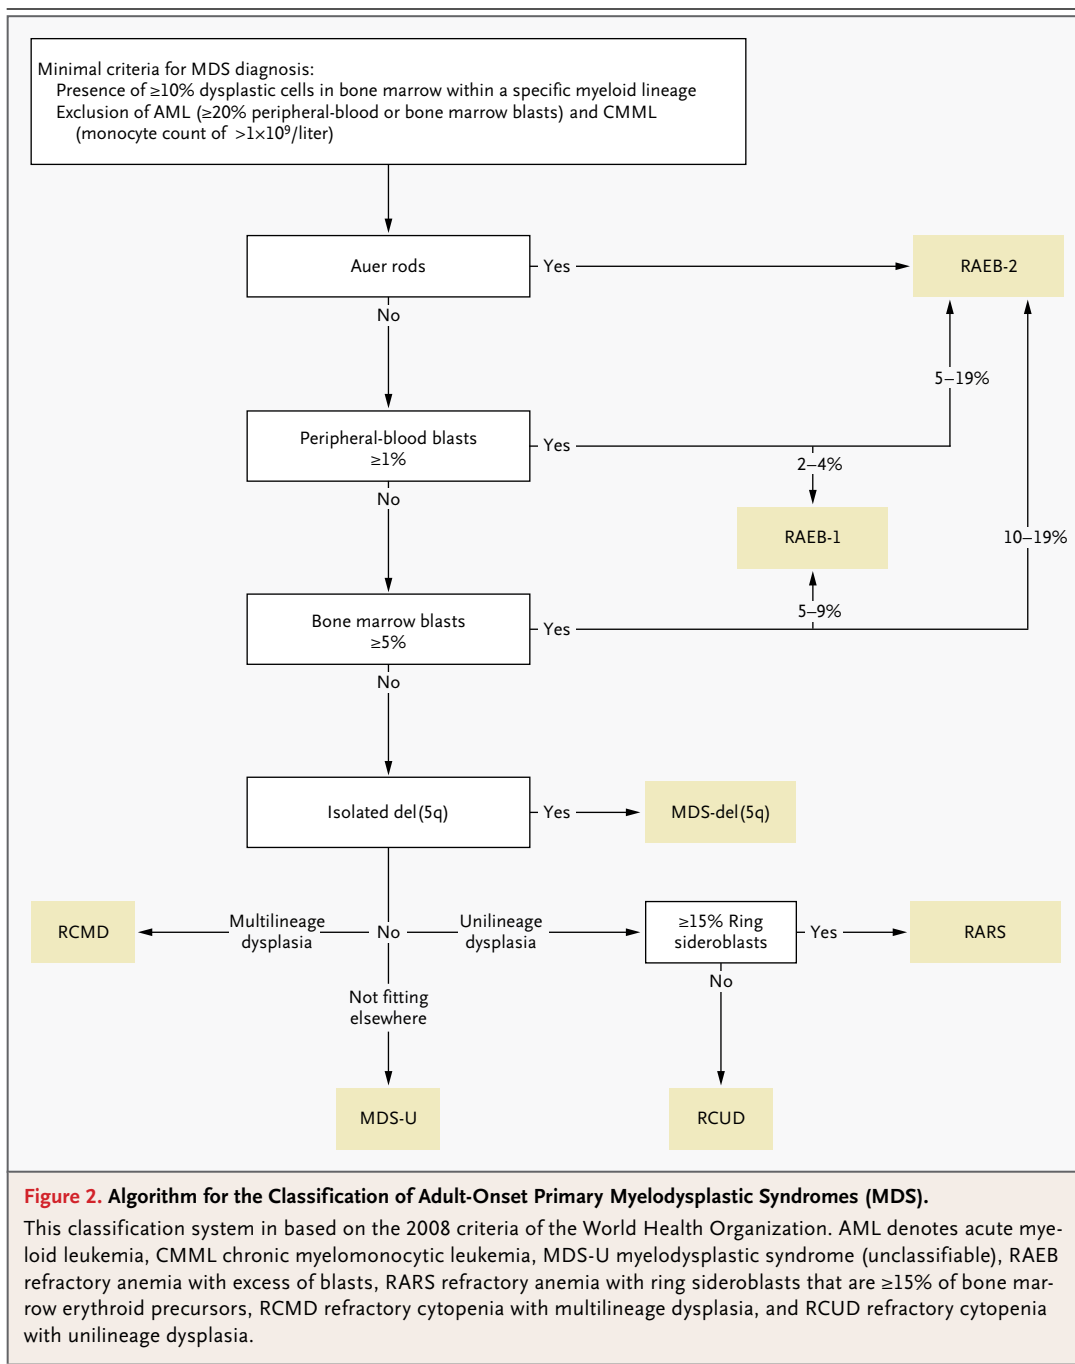 Minimal criteria for MDS diagnosis:
Presence of ≥10% dysplastic cells in bone marrow within a specific myeloid lineage
Exclusion of AML (≥20% peripheral-blood or bone marrow blasts) and CMML
(monocyte count of >1×10⁹/liter)
Auer rods
Yes
RAEB-2
No
5–19%
Peripheral-blood blasts
≥1%
Yes
2–4%
No
RAEB-1
10–19%
5–9%
Bone marrow blasts
≥5%
Yes
No
Isolated del(5q)
Yes
MDS-del(5q)
RCMD
Multilineage
dysplasia
No
Unilineage
dysplasia
≥15% Ring
sideroblasts
Yes
RARS
No
Not fitting
elsewhere
MDS-U
RCUD
Figure 2. Algorithm for the Classification of Adult-Onset Primary Myelodysplastic Syndromes (MDS).
This classification system in based on the 2008 criteria of the World Health Organization. AML denotes acute mye-
loid leukemia, CMML chronic myelomonocytic leukemia, MDS-U myelodysplastic syndrome (unclassifiable), RAEB
refractory anemia with excess of blasts, RARS refractory anemia with ring sideroblasts that are ≥15% of bone mar-
row erythroid precursors, RCMD refractory cytopenia with multilineage dysplasia, and RCUD refractory cytopenia
with unilineage dysplasia.